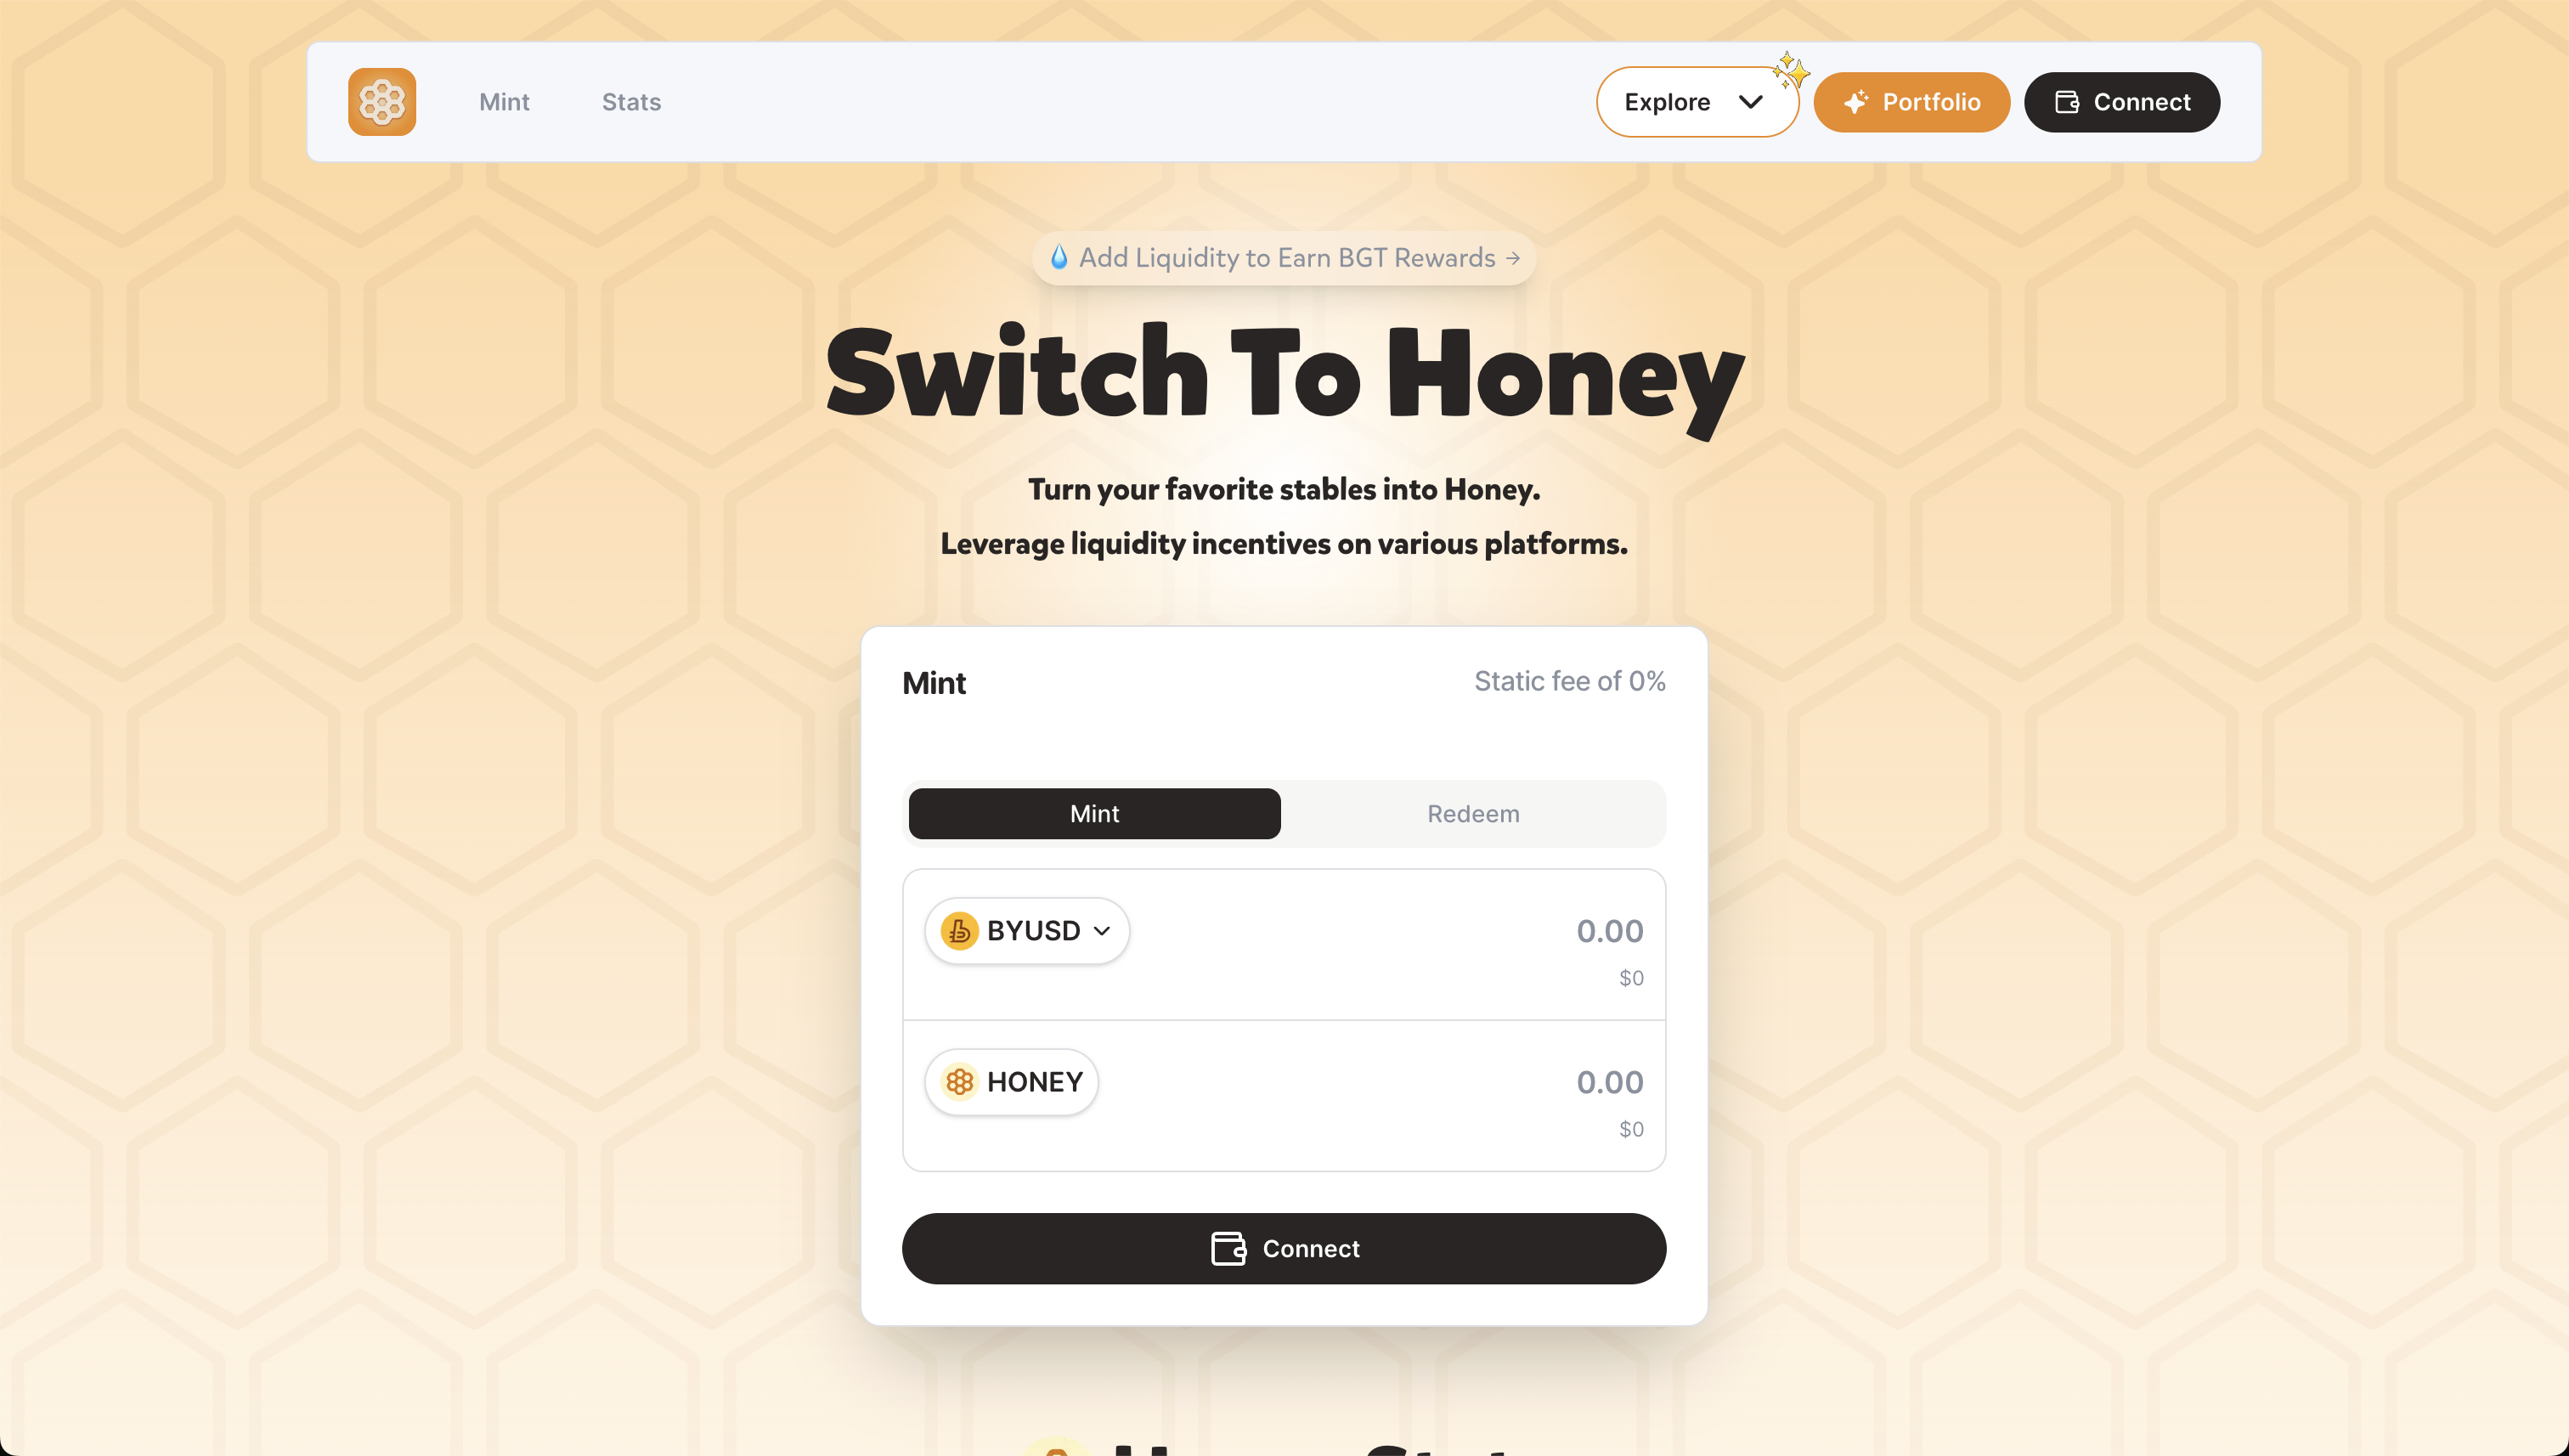 Mint
Stats
Explore
Portfolio
Connect
Add Liquidity to Earn BGT Rewards →
Switch To Honey
Turn your favorite stables into Honey.
Leverage liquidity incentives on various platforms.
Mint
Static fee of 0%
Mint
Redeem
BYUSD
0.00
$0
HONEY
0.00
$0
Connect